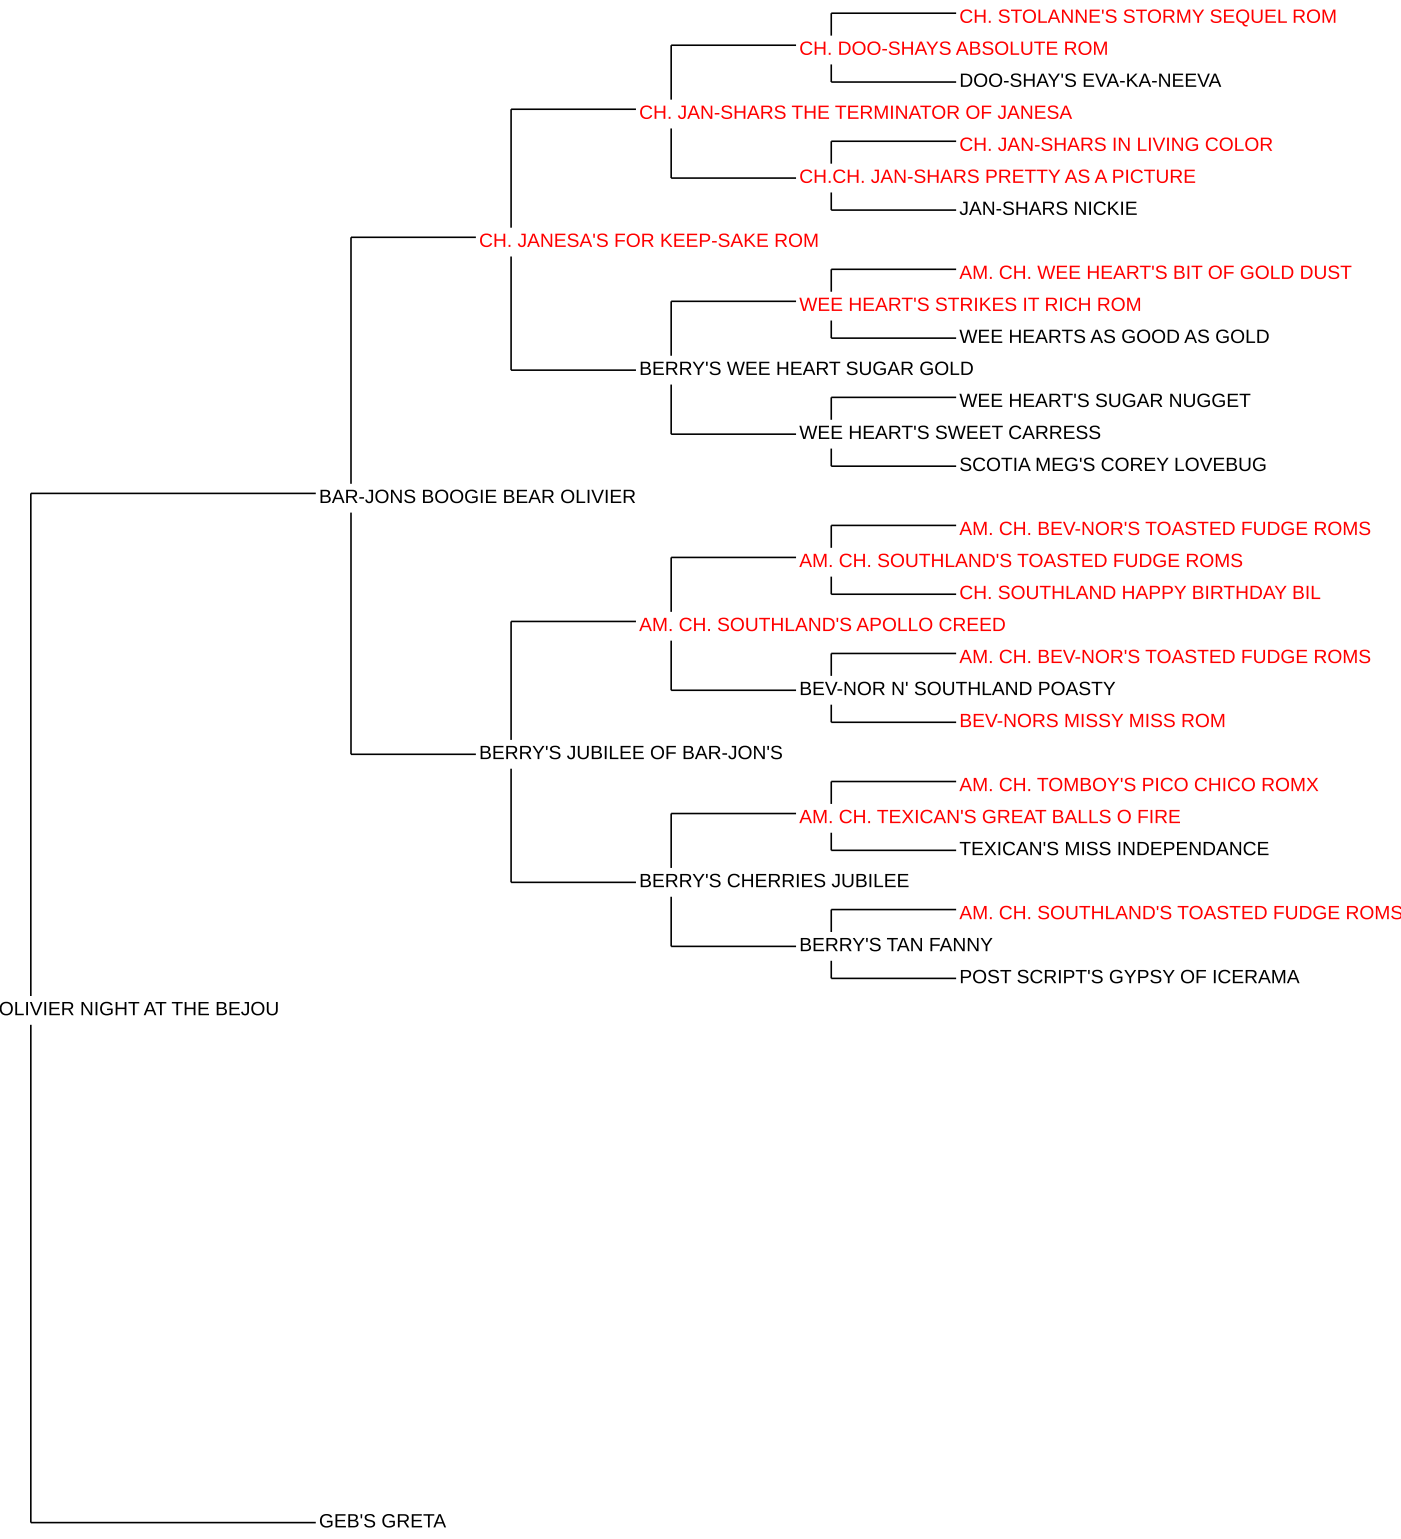 CH. STOLANNE'S STORMY SEQUEL ROM
CH. DOO-SHAYS ABSOLUTE ROM
DOO-SHAY'S EVA-KA-NEEVA
CH. JAN-SHARS THE TERMINATOR OF JANESA
CH. JAN-SHARS IN LIVING COLOR
CH.CH. JAN-SHARS PRETTY AS A PICTURE
JAN-SHARS NICKIE
CH. JANESA'S FOR KEEP-SAKE ROM
AM. CH. WEE HEART'S BIT OF GOLD DUST
WEE HEART'S STRIKES IT RICH ROM
WEE HEARTS AS GOOD AS GOLD
BERRY'S WEE HEART SUGAR GOLD
WEE HEART'S SUGAR NUGGET
WEE HEART'S SWEET CARRESS
SCOTIA MEG'S COREY LOVEBUG
BAR-JONS BOOGIE BEAR OLIVIER
AM. CH. BEV-NOR'S TOASTED FUDGE ROMS
AM. CH. SOUTHLAND'S TOASTED FUDGE ROMS
CH. SOUTHLAND HAPPY BIRTHDAY BIL
AM. CH. SOUTHLAND'S APOLLO CREED
AM. CH. BEV-NOR'S TOASTED FUDGE ROMS
BEV-NOR N' SOUTHLAND POASTY
BEV-NORS MISSY MISS ROM
BERRY'S JUBILEE OF BAR-JON'S
AM. CH. TOMBOY'S PICO CHICO ROMX
AM. CH. TEXICAN'S GREAT BALLS O FIRE
TEXICAN'S MISS INDEPENDANCE
BERRY'S CHERRIES JUBILEE
AM. CH. SOUTHLAND'S TOASTED FUDGE ROMS
BERRY'S TAN FANNY
POST SCRIPT'S GYPSY OF ICERAMA
OLIVIER NIGHT AT THE BEJOU
GEB'S GRETA